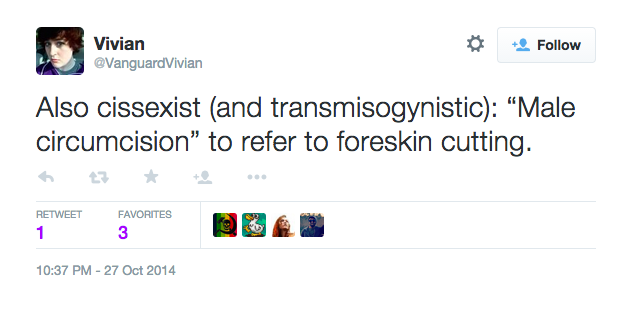 Vivian
@VanguardVivian
Follow
Also cissexist (and transmisogynistic): “Male
circumcision” to refer to foreskin cutting.
RETWEET FAVORITES
1 3
10:37 PM - 27 Oct 2014